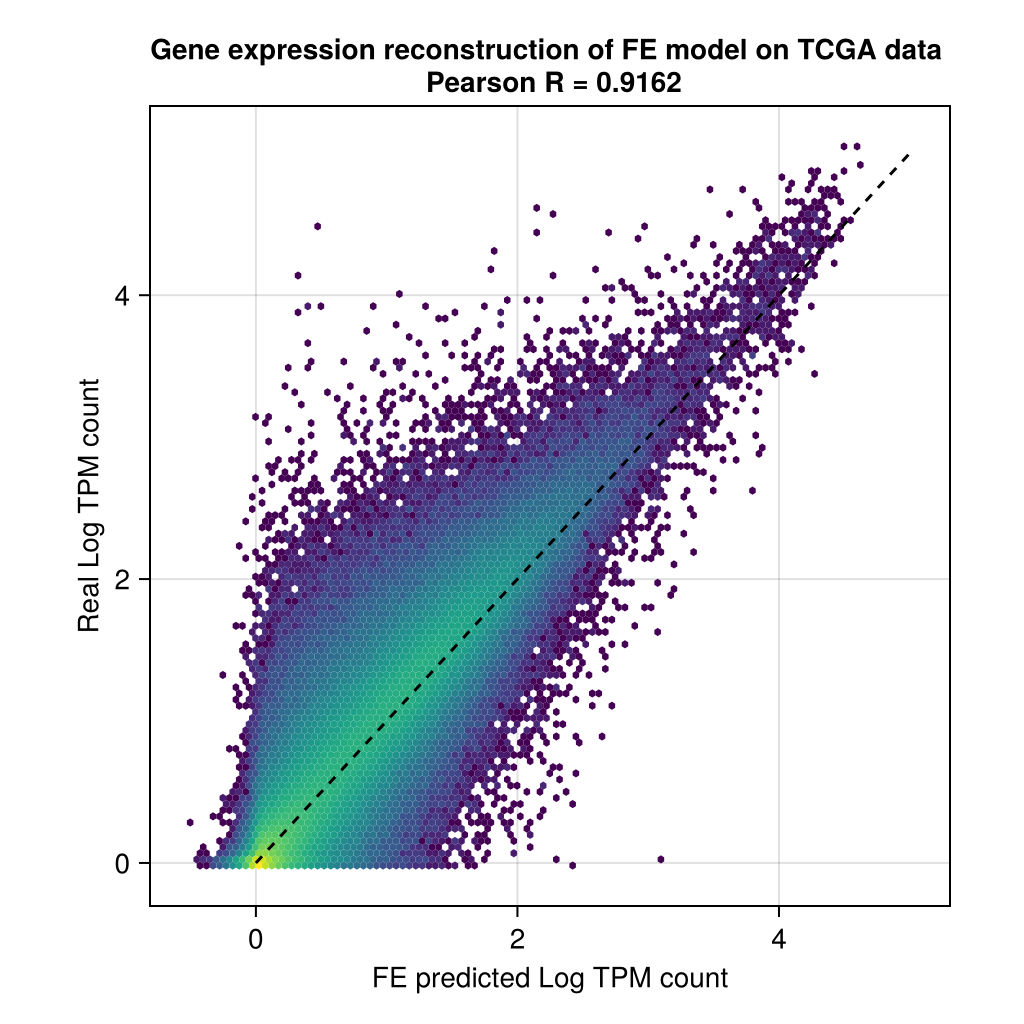 Gene expression reconstruction of FE model on TCGA data
Pearson R = 0.9162
Real Log TPM count
4
2
0
0 2 4
FE predicted Log TPM count